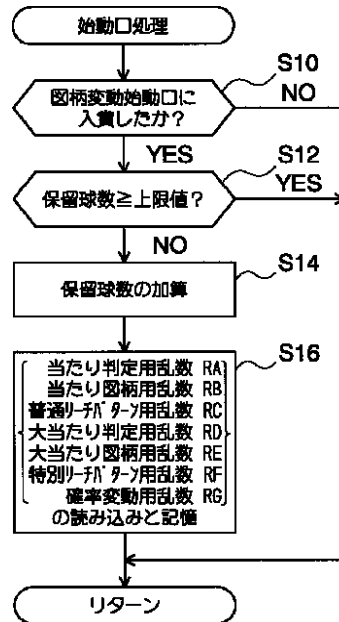 始動口処理
S10
図柄変動始動口に
入賞したか？
NO
YES
S12
保留球数≧上限値？
YES
NO
S14
保留球数の加算
S16
当たり判定用乱数 RA
当たり図柄用乱数 RB
普通リーチパターン用乱数 RC
大当たり判定用乱数 RD
大当たり図柄用乱数 RE
特別リーチパターン用乱数 RF
確率変動用乱数 RG
の読み込みと記憶
リターン